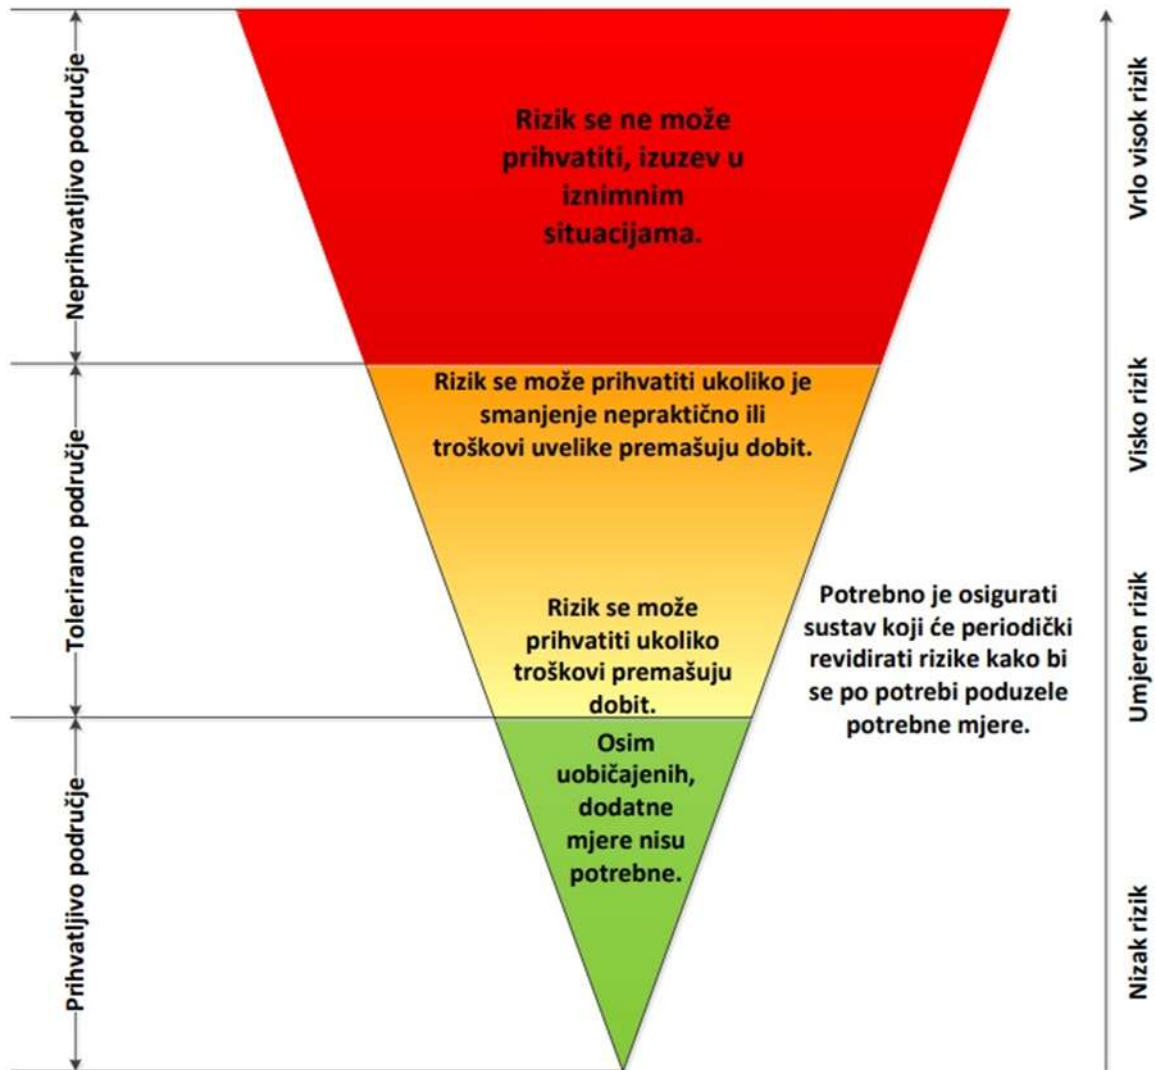 Neprihvatljivo područje
Tolerirano područje
Prihvatljivo područje
Rizik se ne može
prihvatiti, izuzev u
iznimnim
situacijama.
Rizik se može prihvatiti ukoliko je
smanjenje nepraktično ili
troškovi uvelike premašuju dobit.
Rizik se može
prihvatiti ukoliko
troškovi premašuju
dobit.
Osim
uobičajenih,
dodatne
mjere nisu
potrebne.
Potrebno je osigurati
sustav koji će periodički
revidirati rizike kako bi
se po potrebi poduzele
potrebne mjere.
Vrlo visok rizik
Visko rizik
Umjeren rizik
Nizak rizik